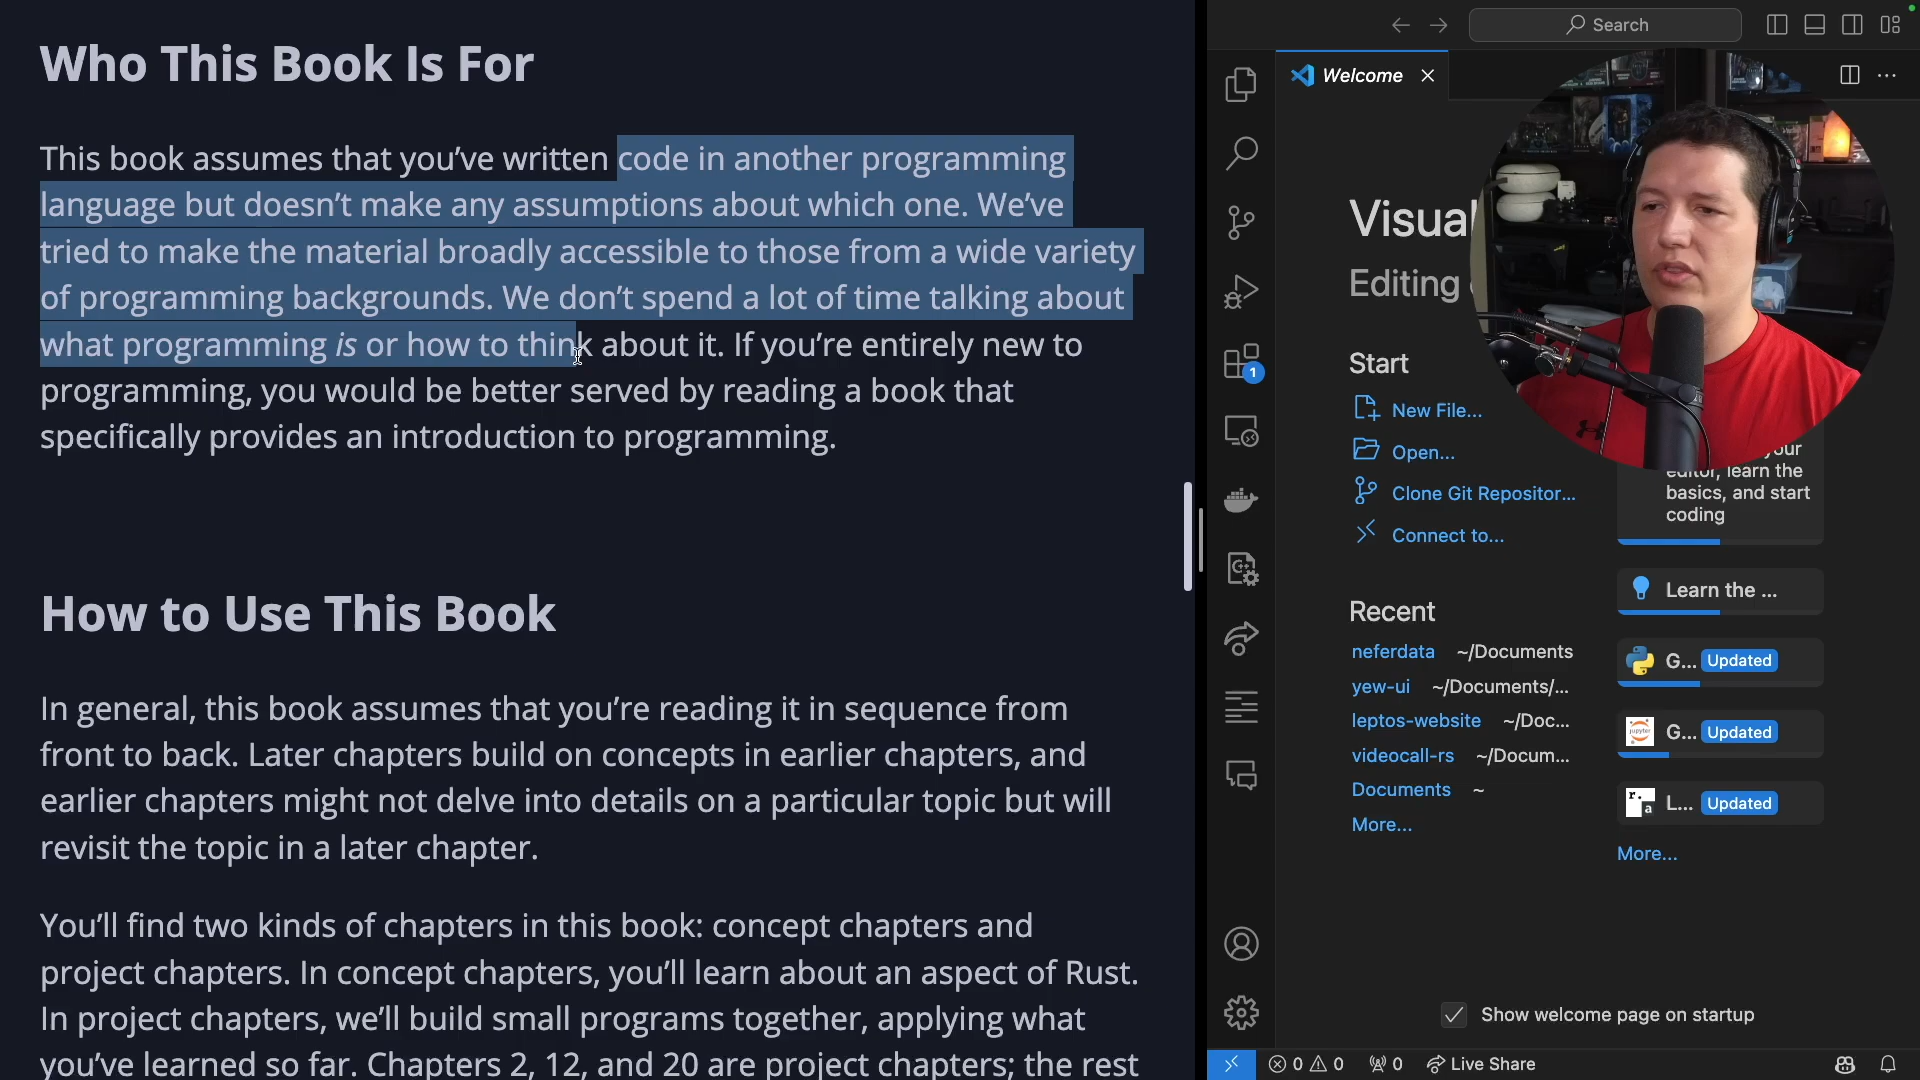 Who This Book Is For
This book assumes that you’ve written code in another programming
language but doesn’t make any assumptions about which one. We’ve
tried to make the material broadly accessible to those from a wide variety
of programming backgrounds. We don’t spend a lot of time talking about
what programming is or how to think about it. If you’re entirely new to
programming, you would be better served by reading a book that
specifically provides an introduction to programming.
How to Use This Book
In general, this book assumes that you’re reading it in sequence from
front to back. Later chapters build on concepts in earlier chapters, and
earlier chapters might not delve into details on a particular topic but will
revisit the topic in a later chapter.
You’ll find two kinds of chapters in this book: concept chapters and
project chapters. In concept chapters, you’ll learn about an aspect of Rust.
In project chapters, we’ll build small programs together, applying what
you’ve learned so far. Chapters 2, 12, and 20 are project chapters; the rest
Search
Welcome
Visual
Editing
Start
New File...
Open...
Clone Git Repositor...
Connect to...
Recent
neferdata ~/Documents
yew-ui ~/Documents/...
leptos-website ~/Doc...
videocall-rs ~/Docum...
Documents ~
More...
your
editor, learn the
basics, and start
coding
Learn the ...
G... Updated
jupyter
G... Updated
r.
a
L... Updated
More...
1
Show welcome page on startup
0 0 0 Live Share